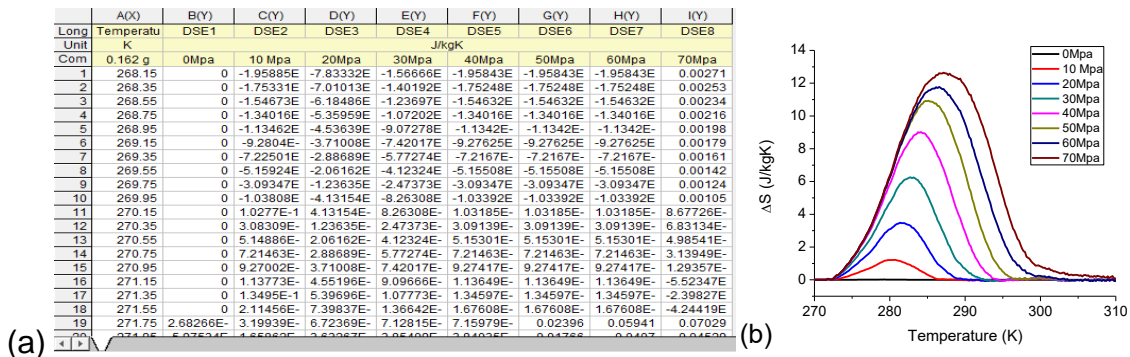 A(X) B(Y) C(Y) D(Y) E(Y) F(Y) G(Y) H(Y) I(Y)
Long Temperatu DSE1 DSE2 DSE3 DSE4 DSE5 DSE6 DSE7 DSE8
Unit K J/kgK
Com 0.162 g 0Mpa 10 Mpa 20Mpa 30Mpa 40Mpa 50Mpa 60Mpa 70Mpa
1 268.15 0 -1.95885E -7.83332E -1.56666E -1.95843E -1.95843E -1.95843E 0.00271
2 268.35 0 -1.75331E -7.01013E -1.40192E -1.75248E -1.75248E -1.75248E 0.00253
3 268.55 0 -1.54673E -6.18486E -1.23697E -1.54632E -1.54632E -1.54632E 0.00234
4 268.75 0 -1.34016E -5.35959E -1.07202E -1.34016E -1.34016E -1.34016E 0.00216
5 268.95 0 -1.13462E -4.53639E -9.07278E -1.1342E- -1.1342E- -1.1342E- 0.00198
6 269.15 0 -9.2804E- -3.71008E -7.42017E -9.27625E -9.27625E -9.27625E 0.00179
7 269.35 0 -7.22501E -2.88689E -5.77274E -7.2167E- -7.2167E- -7.2167E- 0.00161
8 269.55 0 -5.15924E -2.06162E -4.12324E -5.15508E -5.15508E -5.15508E 0.00142
9 269.75 0 -3.09347E -1.23635E -2.47373E -3.09347E -3.09347E -3.09347E 0.00124
10 269.95 0 -1.03808E -4.13154E -8.26308E -1.03392E -1.03392E -1.03392E 0.00105
11 270.15 0 1.0277E-1 4.13154E- 8.26308E- 1.03185E- 1.03185E- 1.03185E- 8.67726E-
12 270.35 0 3.08309E- 1.23635E- 2.47373E- 3.09139E- 3.09139E- 3.09139E- 6.83134E-
13 270.55 0 5.14886E- 2.06162E- 4.12324E- 5.15301E- 5.15301E- 5.15301E- 4.98541E-
14 270.75 0 7.21463E- 2.88689E- 5.77274E- 7.21463E- 7.21463E- 7.21463E- 3.13949E-
15 270.95 0 9.27002E- 3.71008E- 7.42017E- 9.27417E- 9.27417E- 9.27417E- 1.29357E-
16 271.15 0 1.13773E- 4.55196E- 9.09666E- 1.13649E- 1.13649E- 1.13649E- -5.52347E
17 271.35 0 1.3495E-1 5.39696E- 1.07773E- 1.34597E- 1.34597E- 1.34597E- -2.39827E
18 271.55 0 2.11456E- 7.39837E- 1.36642E- 1.67608E- 1.67608E- 1.67608E- -4.24419E
19 271.75 2.68266E- 3.19939E- 6.72369E- 7.12815E- 7.15979E- 0.02396 0.05941 0.07029
(a)
14
12
10
8
6
4
2
0
ΔS (J/kgK)
0Mpa
10 Mpa
20Mpa
30Mpa
40Mpa
50Mpa
60Mpa
70Mpa
270 280 290 300 310
Temperature (K)
(b)